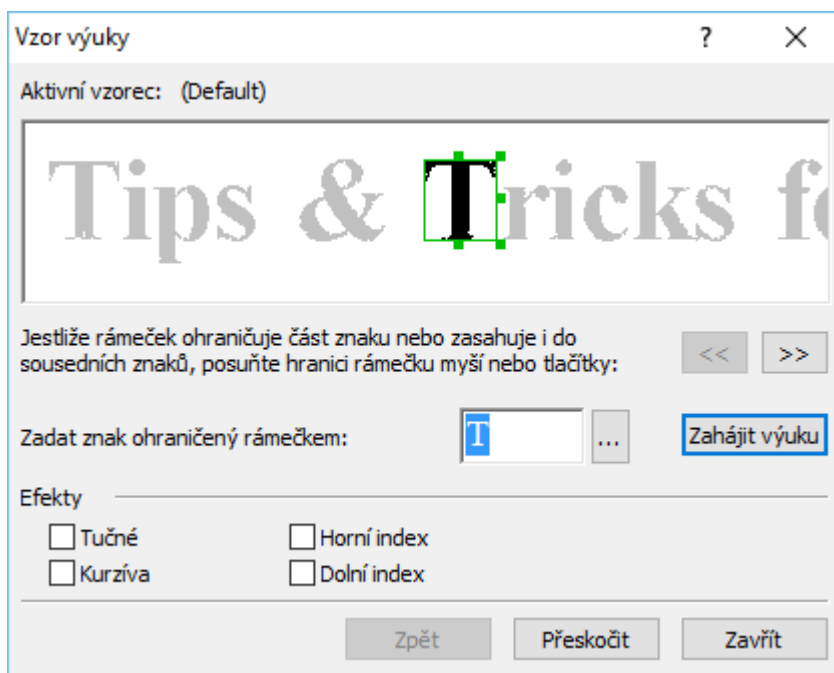 Vzor výuky ?
Aktivní vzorec: (Default)
Tips & Tricks
Jestliže rámeček ohraničuje část znaku nebo zasahuje i do
sousedních znaků, posuňte hranici rámečku myší nebo tlačítky:
<< >>
Zadat znak ohraničený rámečkem: T ... Zahájit výuku
Efekty
Tučné Horní index
Kurzíva Dolní index
Zpět Přeskočit Zavřít